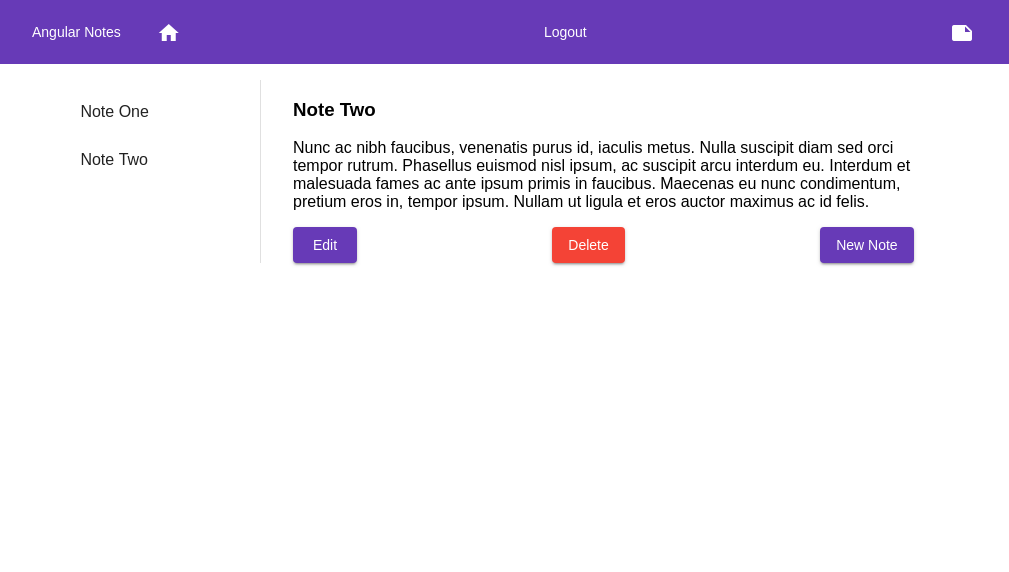 Angular Notes
Logout
Note One
Note Two
Note Two
Nunc ac nibh faucibus, venenatis purus id, iaculis metus. Nulla suscipit diam sed orci
tempor rutrum. Phasellus euismod nisl ipsum, ac suscipit arcu interdum eu. Interdum et
malesuada fames ac ante ipsum primis in faucibus. Maecenas eu nunc condimentum,
pretium eros in, tempor ipsum. Nullam ut ligula et eros auctor maximus ac id felis.
Edit
Delete
New Note